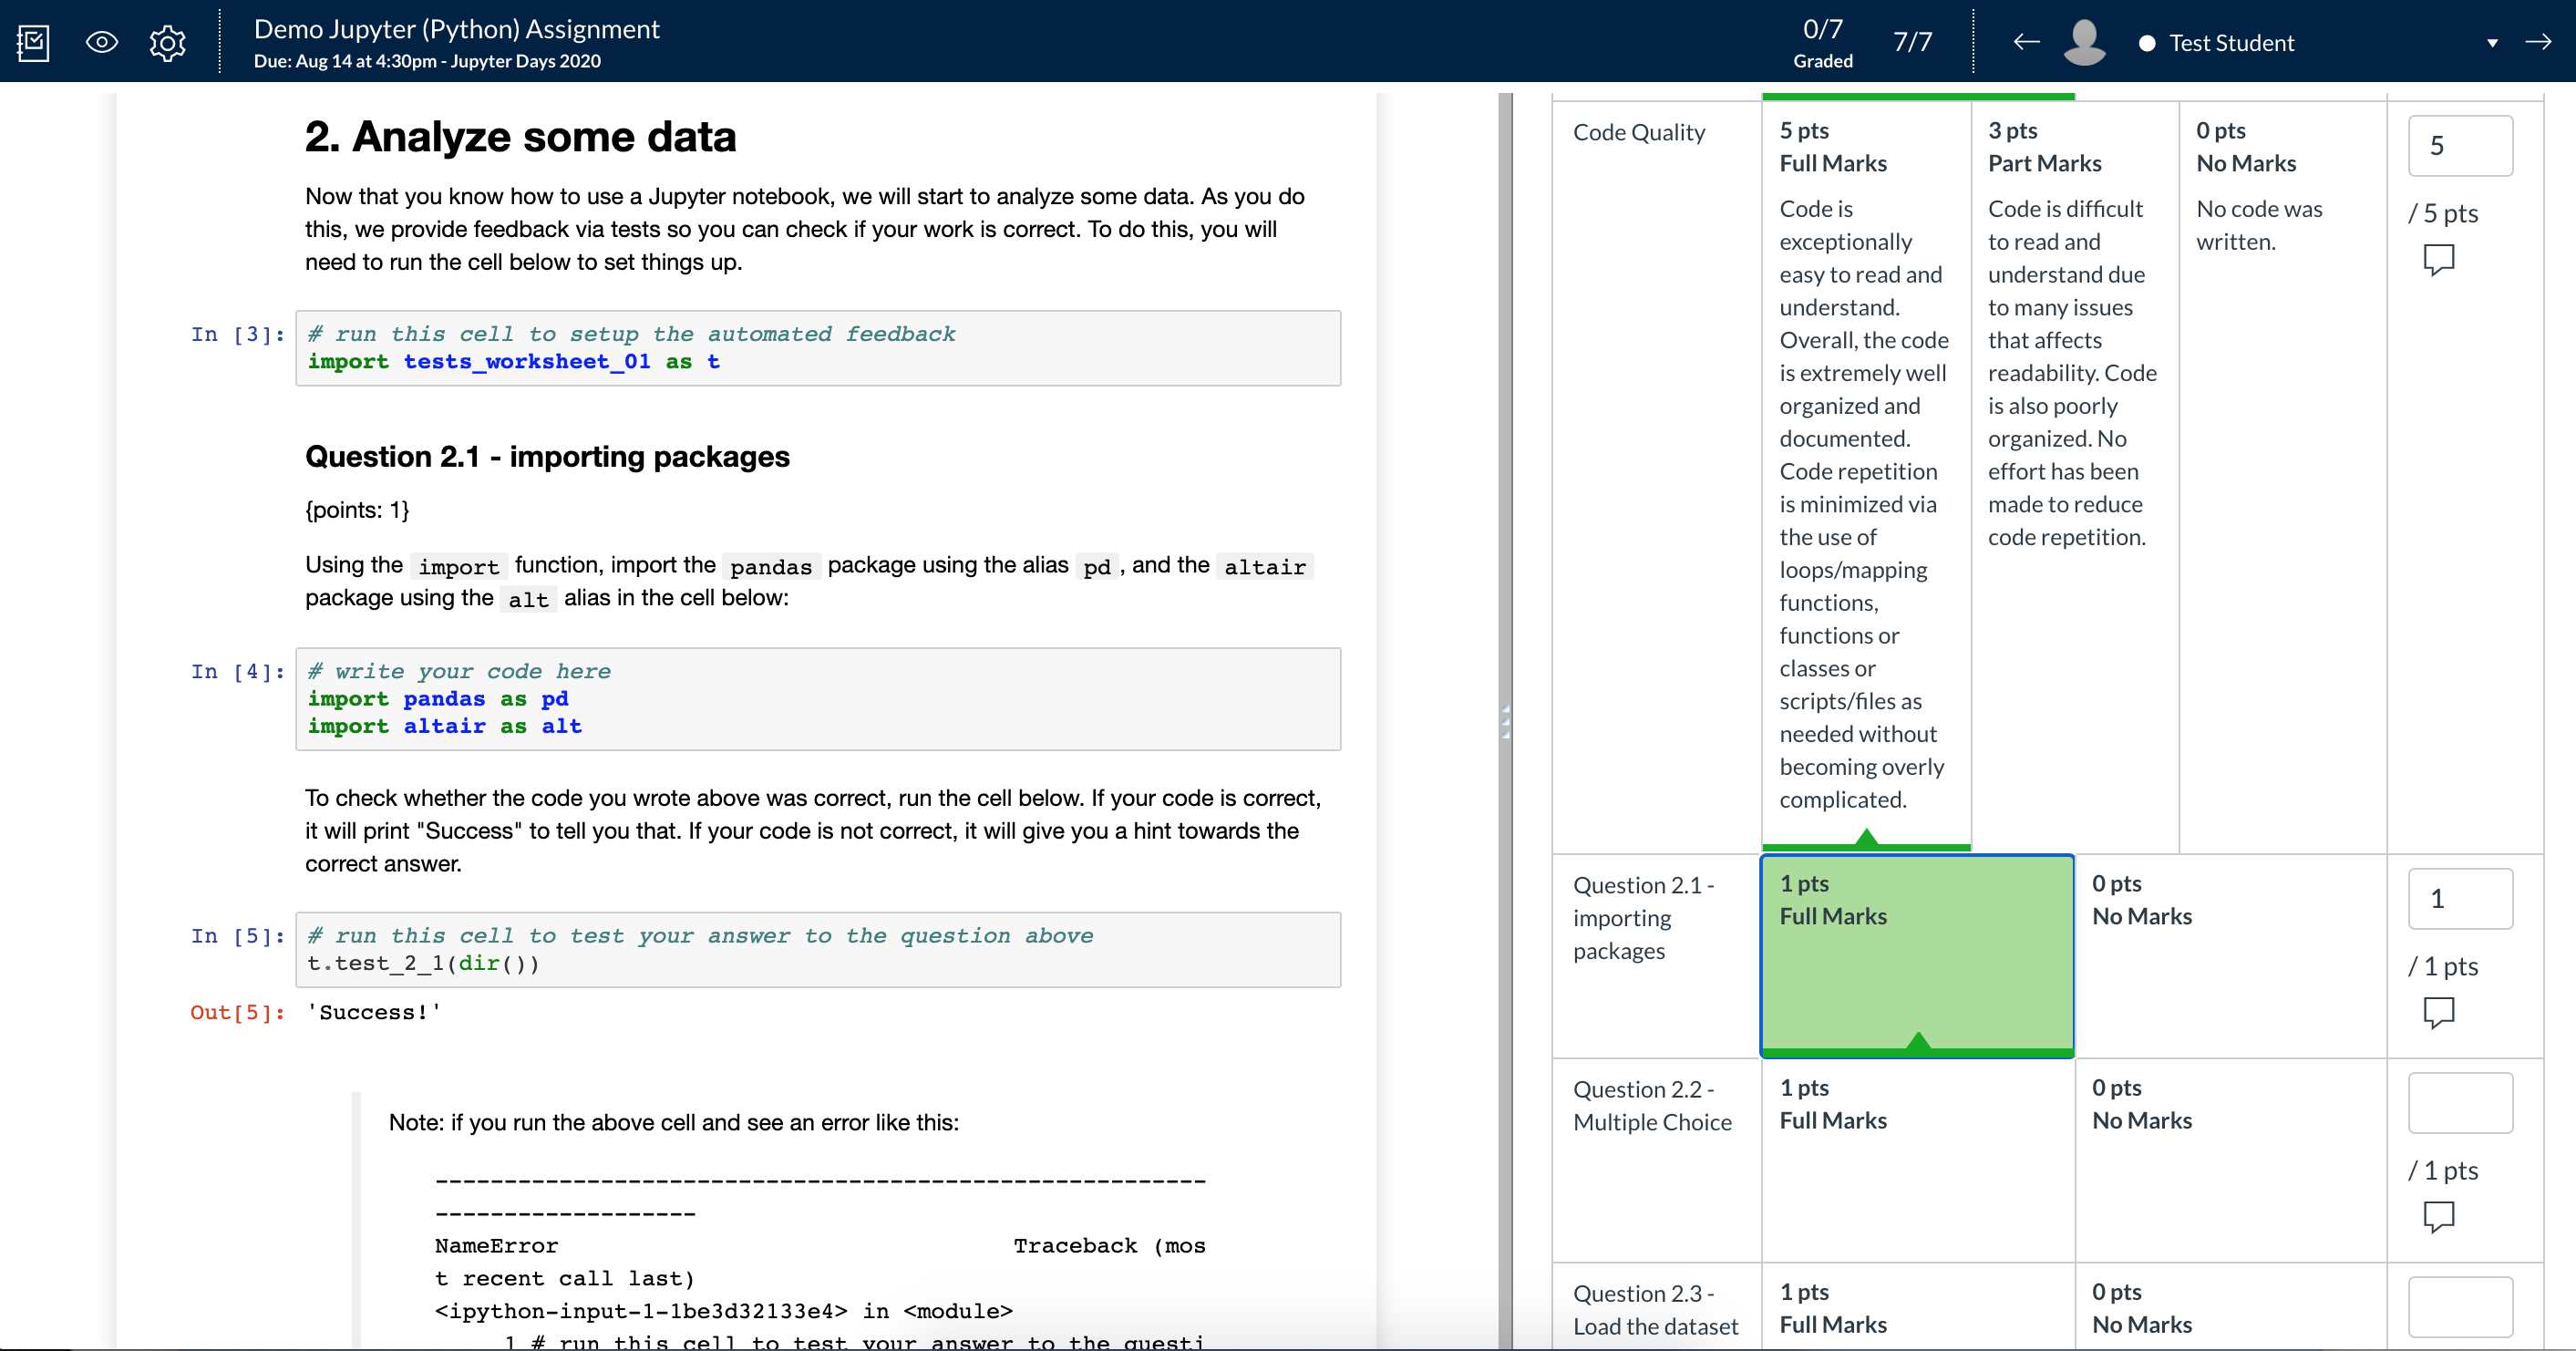 Demo Jupyter (Python) Assignment
Due: Aug 14 at 4:30pm - Jupyter Days 2020
0/7
Graded
7/7
Test Student
2. Analyze some data
Now that you know how to use a Jupyter notebook, we will start to analyze some data. As you do
this, we provide feedback via tests so you can check if your work is correct. To do this, you will
need to run the cell below to set things up.
In [3]: # run this cell to setup the automated feedback
import tests_worksheet_01 as t
Question 2.1 - importing packages
{points: 1}
Using the import function, import the pandas package using the alias pd , and the altair
package using the alt alias in the cell below:
In [4]: # write your code here
import pandas as pd
import altair as alt
To check whether the code you wrote above was correct, run the cell below. If your code is correct,
it will print "Success" to tell you that. If your code is not correct, it will give you a hint towards the
correct answer.
In [5]: # run this cell to test your answer to the question above
t.test_2_1(dir())
Out[5]: 'Success!'
Note: if you run the above cell and see an error like this:
--------------------------------------------------------
-------------------
NameError                                 Traceback (mos
t recent call last)
<ipython-input-1-1be3d32133e4> in <module>
1 # run this cell to test your answer to the questi
Code Quality
5 pts
Full Marks
Code is
exceptionally
easy to read and
understand.
Overall, the code
is extremely well
organized and
documented.
Code repetition
is minimized via
the use of
loops/mapping
functions,
functions or
classes or
scripts/files as
needed without
becoming overly
complicated.
3 pts
Part Marks
Code is difficult
to read and
understand due
to many issues
that affects
readability. Code
is also poorly
organized. No
effort has been
made to reduce
code repetition.
0 pts
No Marks
No code was
written.
5
/ 5 pts
Question 2.1 -
importing
packages
1 pts
Full Marks
0 pts
No Marks
1
/ 1 pts
Question 2.2 -
Multiple Choice
1 pts
Full Marks
0 pts
No Marks
/ 1 pts
Question 2.3 -
Load the dataset
1 pts
Full Marks
0 pts
No Marks